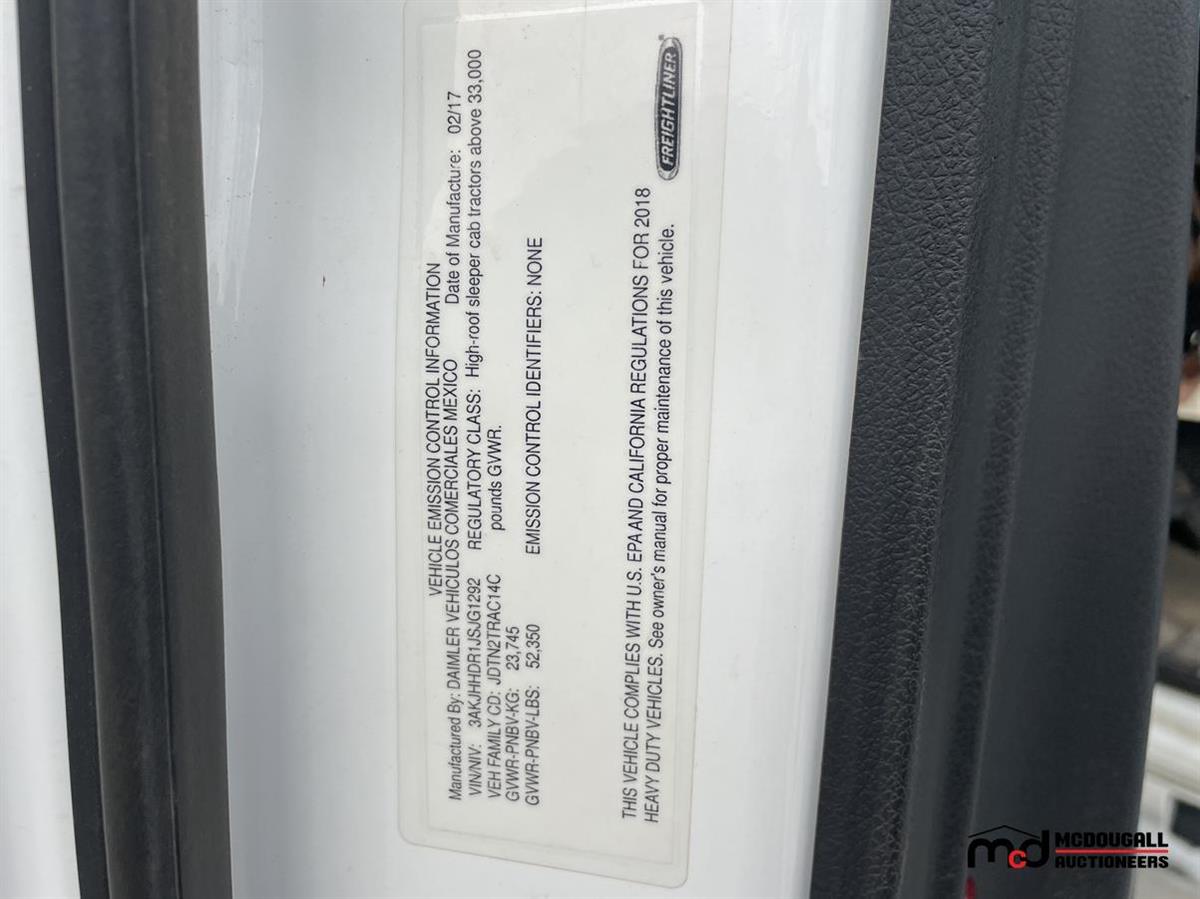 VEHICLE EMISSION CONTROL INFORMATION
Manufactured By: DAIMLER VEHICULOS COMERCIALES MEXICO Date of Manufacture: 02/17
VIN/NIV: 3AKJHHDR1JSJG1292 REGULATORY CLASS: High-roof sleeper cab tractors above 33,000
VEH FAMILY CD: JDTN2TRAC14C pounds GVWR.
GVWR-PNBV-KG: 23,745
GVWR-PNBV-LBS: 52,350 EMISSION CONTROL IDENTIFIERS: NONE
THIS VEHICLE COMPLIES WITH U.S. EPA AND CALIFORNIA REGULATIONS FOR 2018
HEAVY DUTY VEHICLES. See owner's manual for proper maintenance of this vehicle.
FREIGHTLINER
mcd MCDOUGALL
AUCTIONEERS